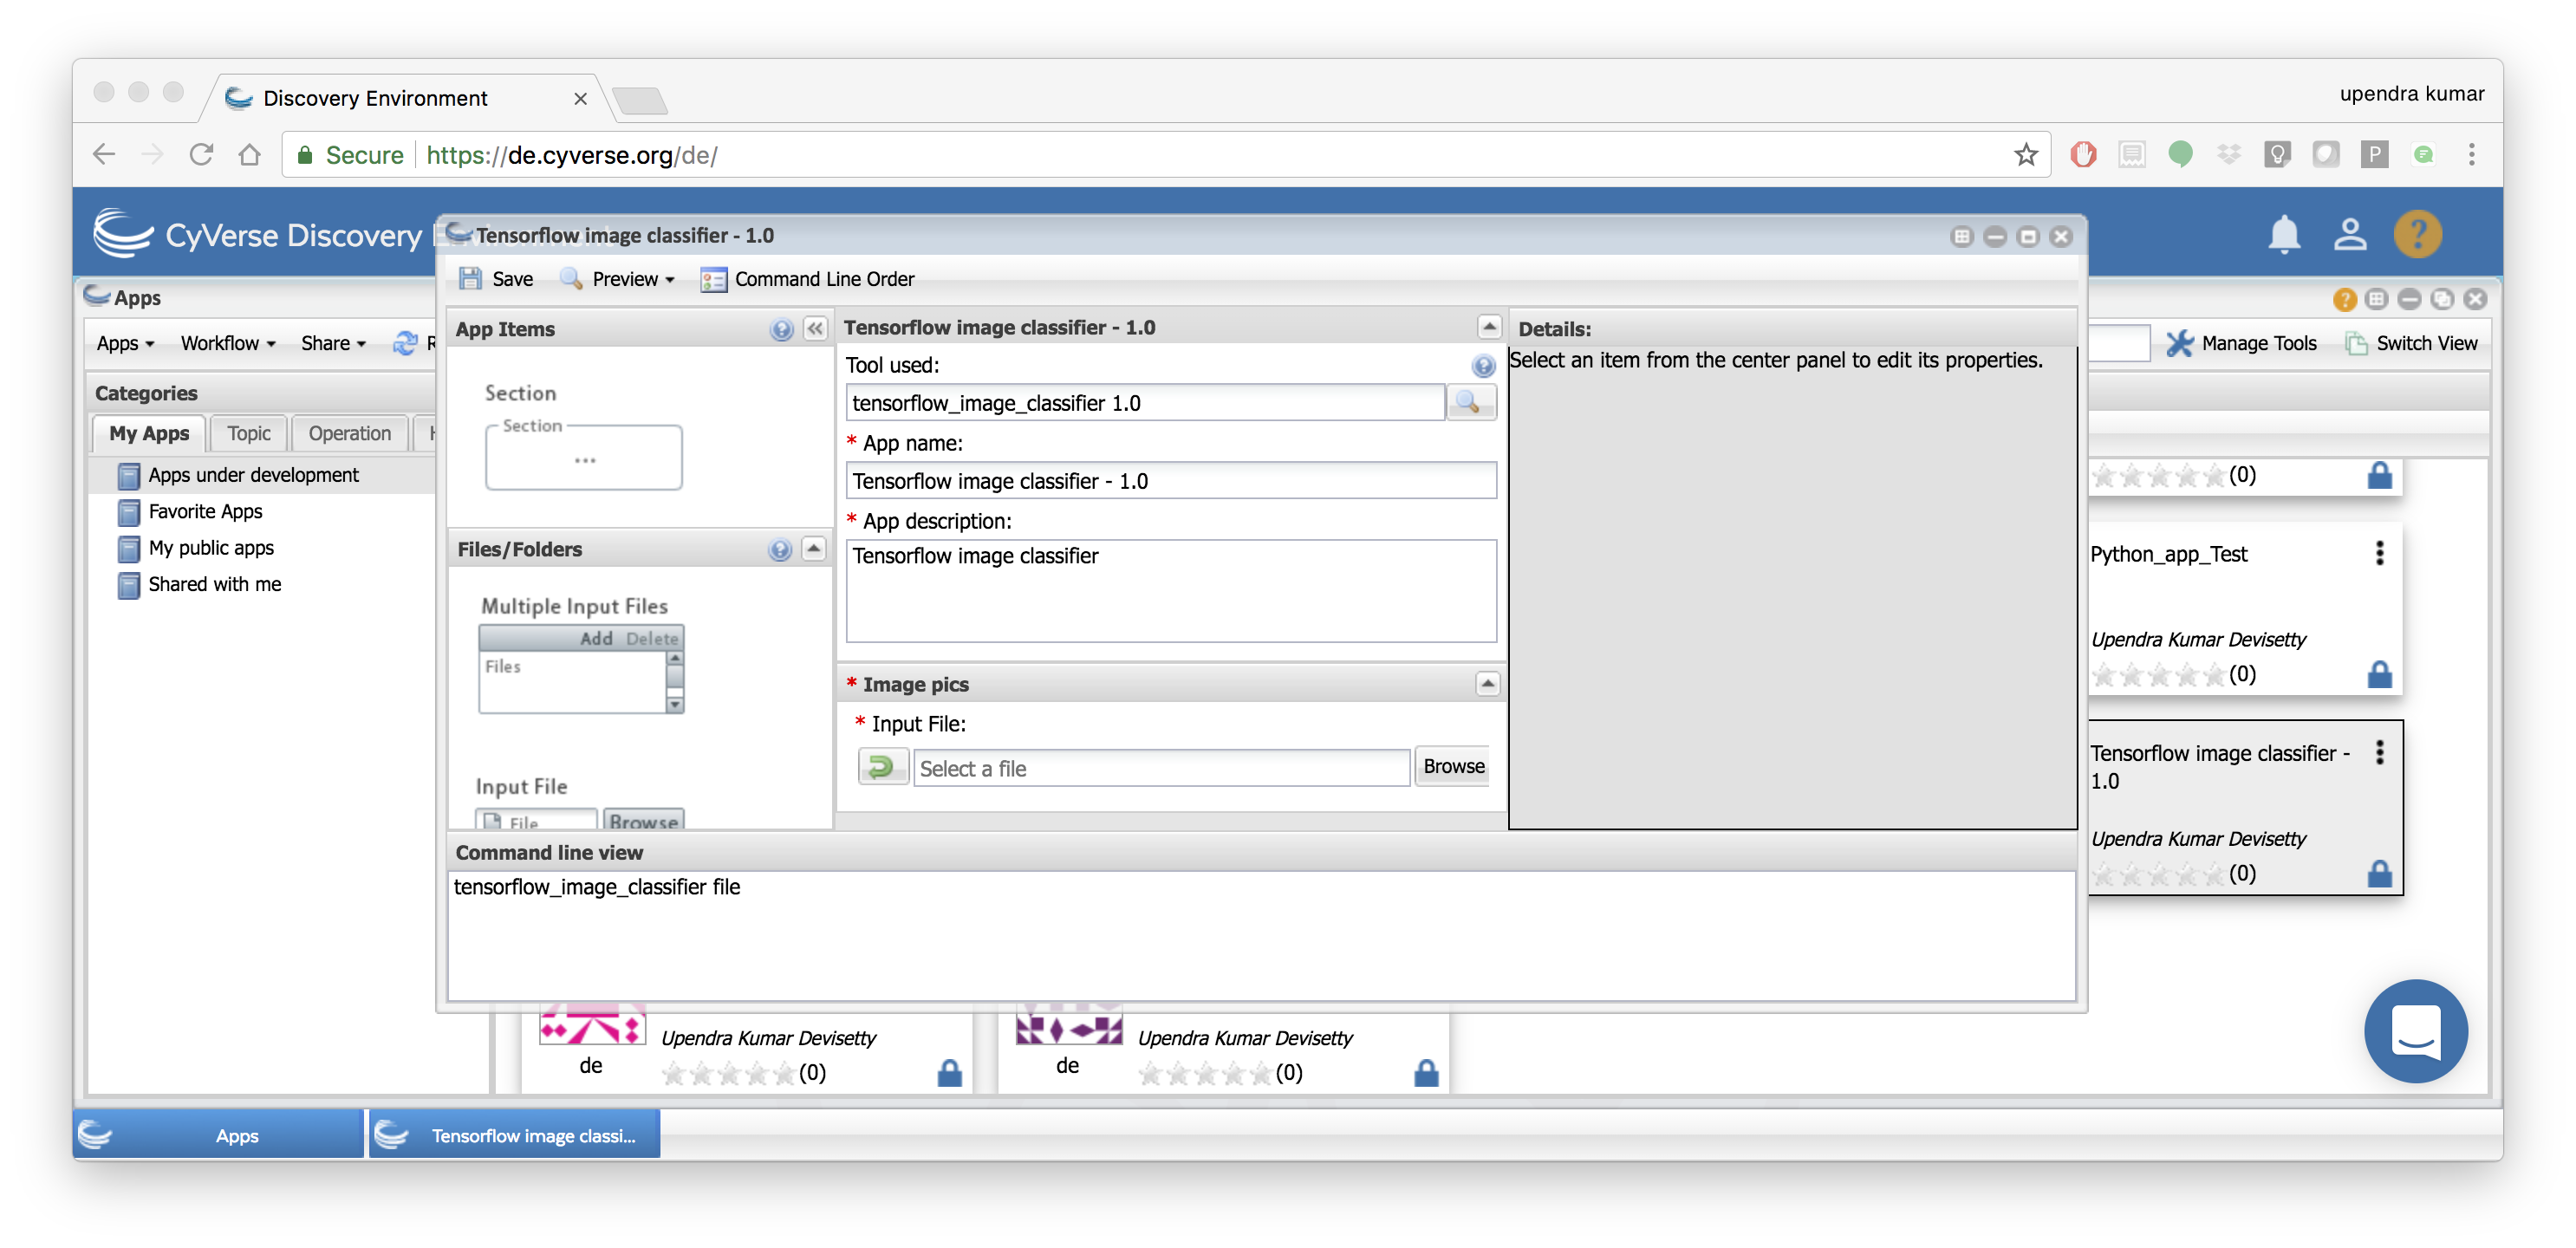 Discovery Environment
upendra kumar
Secure
https://de.cyverse.org/de/
P
CyVerse Discovery
?
Tensorflow image classifier - 1.0
Save
Preview
Command Line Order
Apps
?
Apps
Workflow
Share
R
Manage Tools
Switch View
Categories
My Apps
Topic
Operation
Apps under development
Favorite Apps
My public apps
Shared with me
App Items
?
Section
Section
...
Files/Folders
?
Multiple Input Files
Add Delete
Files
Input File
File
Browse
Tensorflow image classifier - 1.0
Tool used:
?
tensorflow_image_classifier 1.0
* App name:
Tensorflow image classifier - 1.0
* App description:
Tensorflow image classifier
* Image pics
* Input File:
Select a file
Browse
Details:
Select an item from the center panel to edit its properties.
Command line view
tensorflow_image_classifier file
(0)
Python_app_Test
Upendra Kumar Devisetty
(0)
Tensorflow image classifier -
1.0
Upendra Kumar Devisetty
(0)
Upendra Kumar Devisetty
de
(0)
Upendra Kumar Devisetty
de
(0)
Apps
Tensorflow image classi...